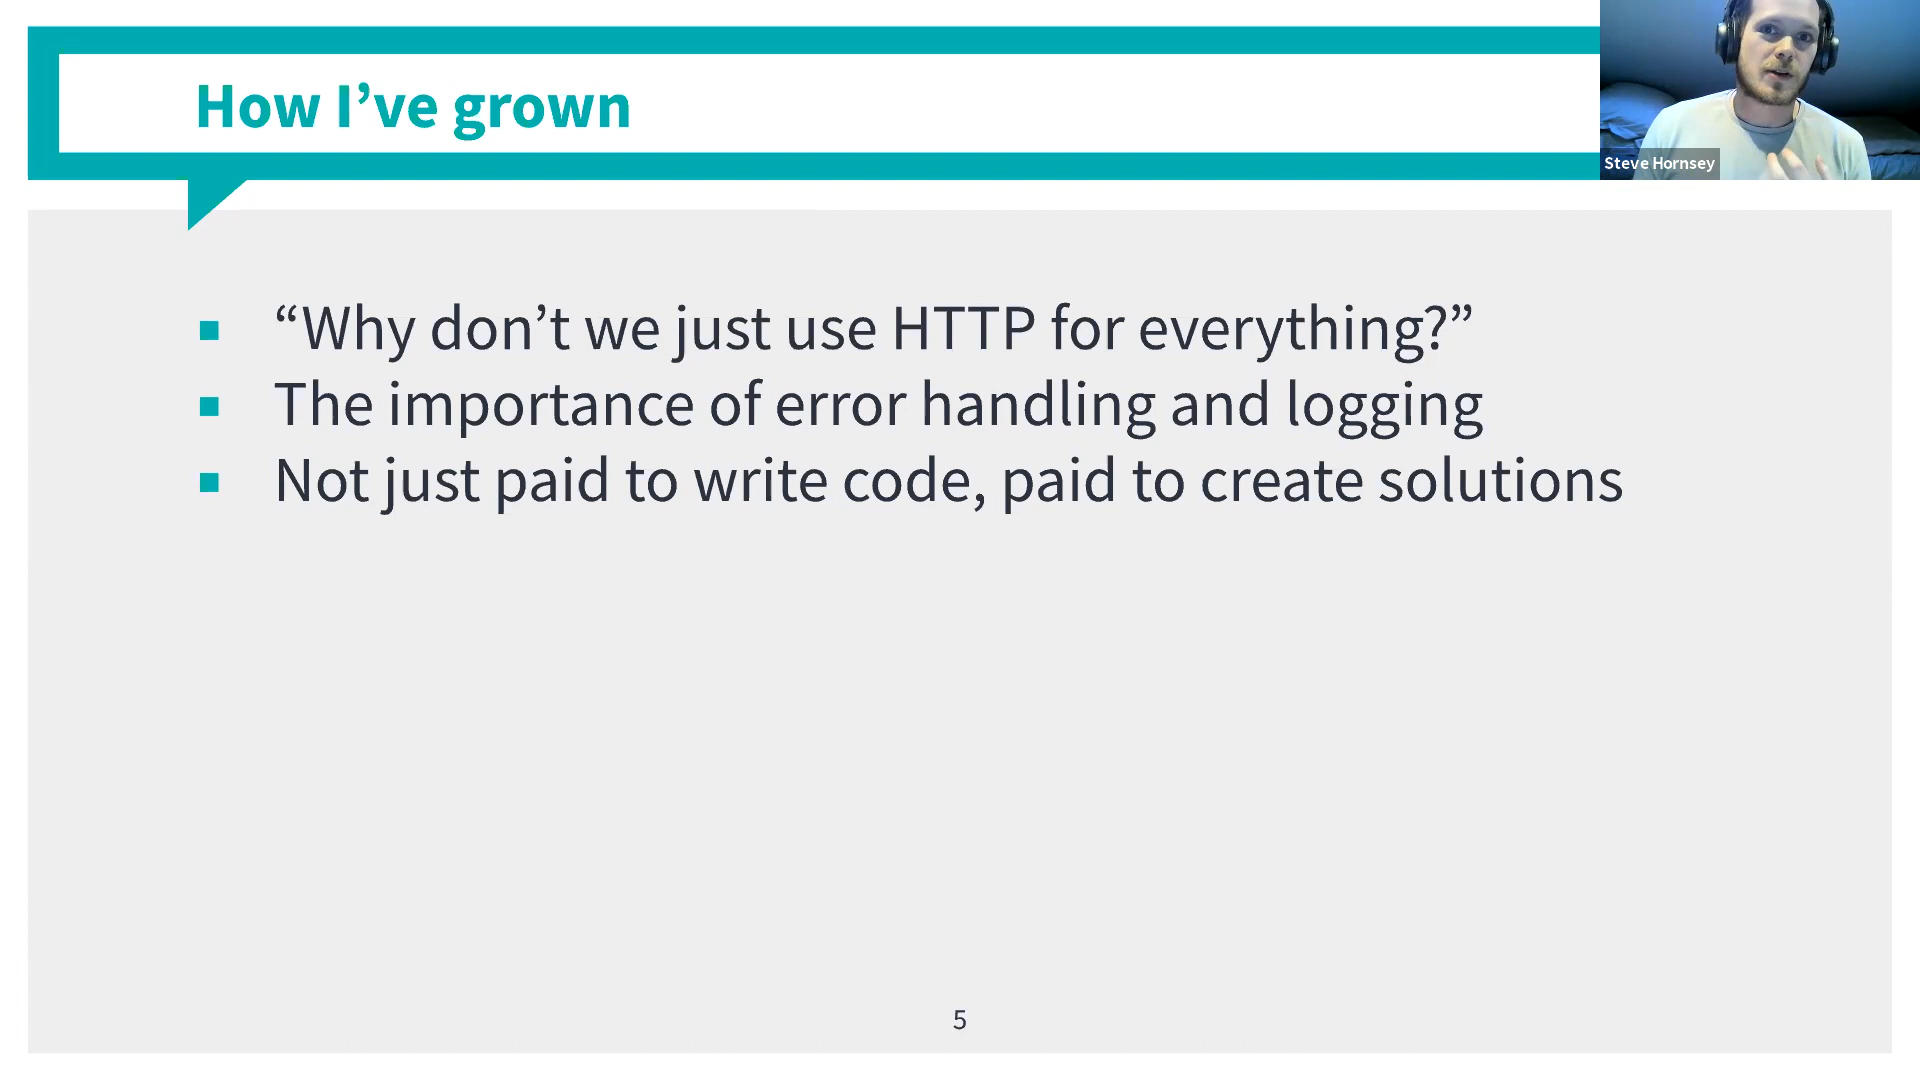 How I’ve grown
Steve Hornsey
“Why don’t we just use HTTP for everything?”
The importance of error handling and logging
Not just paid to write code, paid to create solutions
5